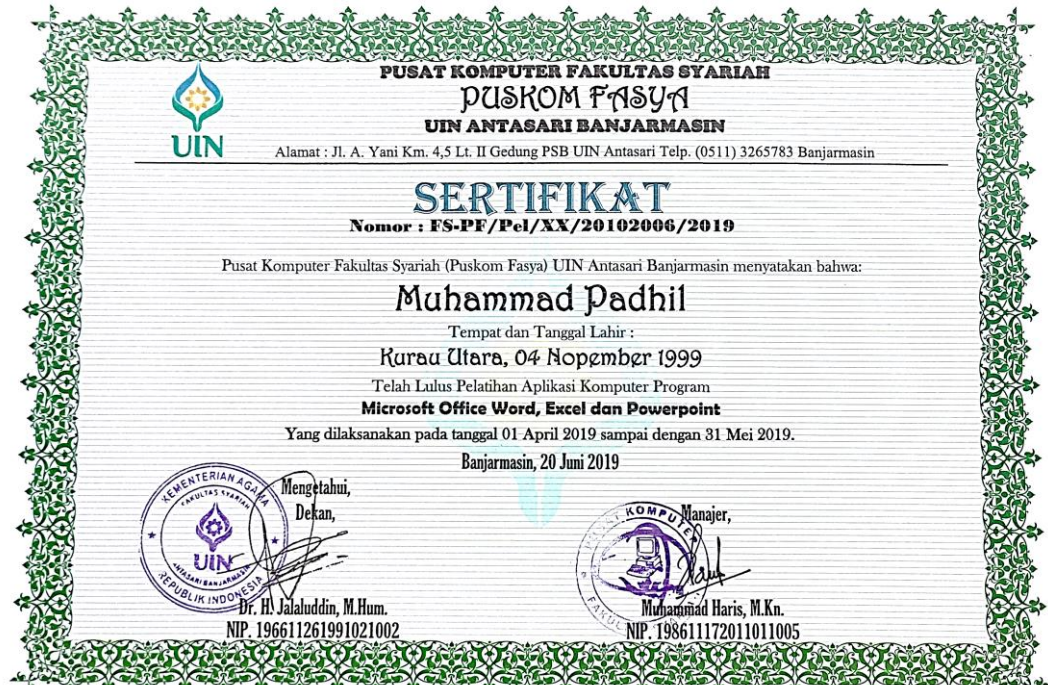 UIN
PUSAT KOMPUTER FAKULTAS SYARIAH
PUSKOM FASYA
UIN ANTASARI BANJARMASIN
Alamat : Jl. A. Yani Km. 4,5 Lt. II Gedung PSB UIN Antasari Telp. (0511) 3265783 Banjarmasin
SERTIFIKAT
Nomor : FS-PF/Pel/XX/20102006/2019
Pusat Komputer Fakultas Syariah (Puskom Fasya) UIN Antasari Banjarmasin menyatakan bahwa:
Muhammad Padhil
Tempat dan Tanggal Lahir :
Kurau Utara, 04 Nopember 1999
Telah Lulus Pelatihan Aplikasi Komputer Program
Microsoft Office Word, Excel dan Powerpoint
Yang dilaksanakan pada tanggal 01 April 2019 sampai dengan 31 Mei 2019.
Banjarmasin, 20 Juni 2019
Mengetahui,
Dekan,
KEMENTERIAN AGAMA
FAKULTAS SYARIAH
UIN
ANTASARI BANJARMASIN
REPUBLIK INDONESIA
Dr. H. Jalaluddin, M.Hum.
NIP. 196611261991021002
Manajer,
PUSAT KOMPUTER
Muhammad Haris, M.Kn.
NIP. 198611172011011005